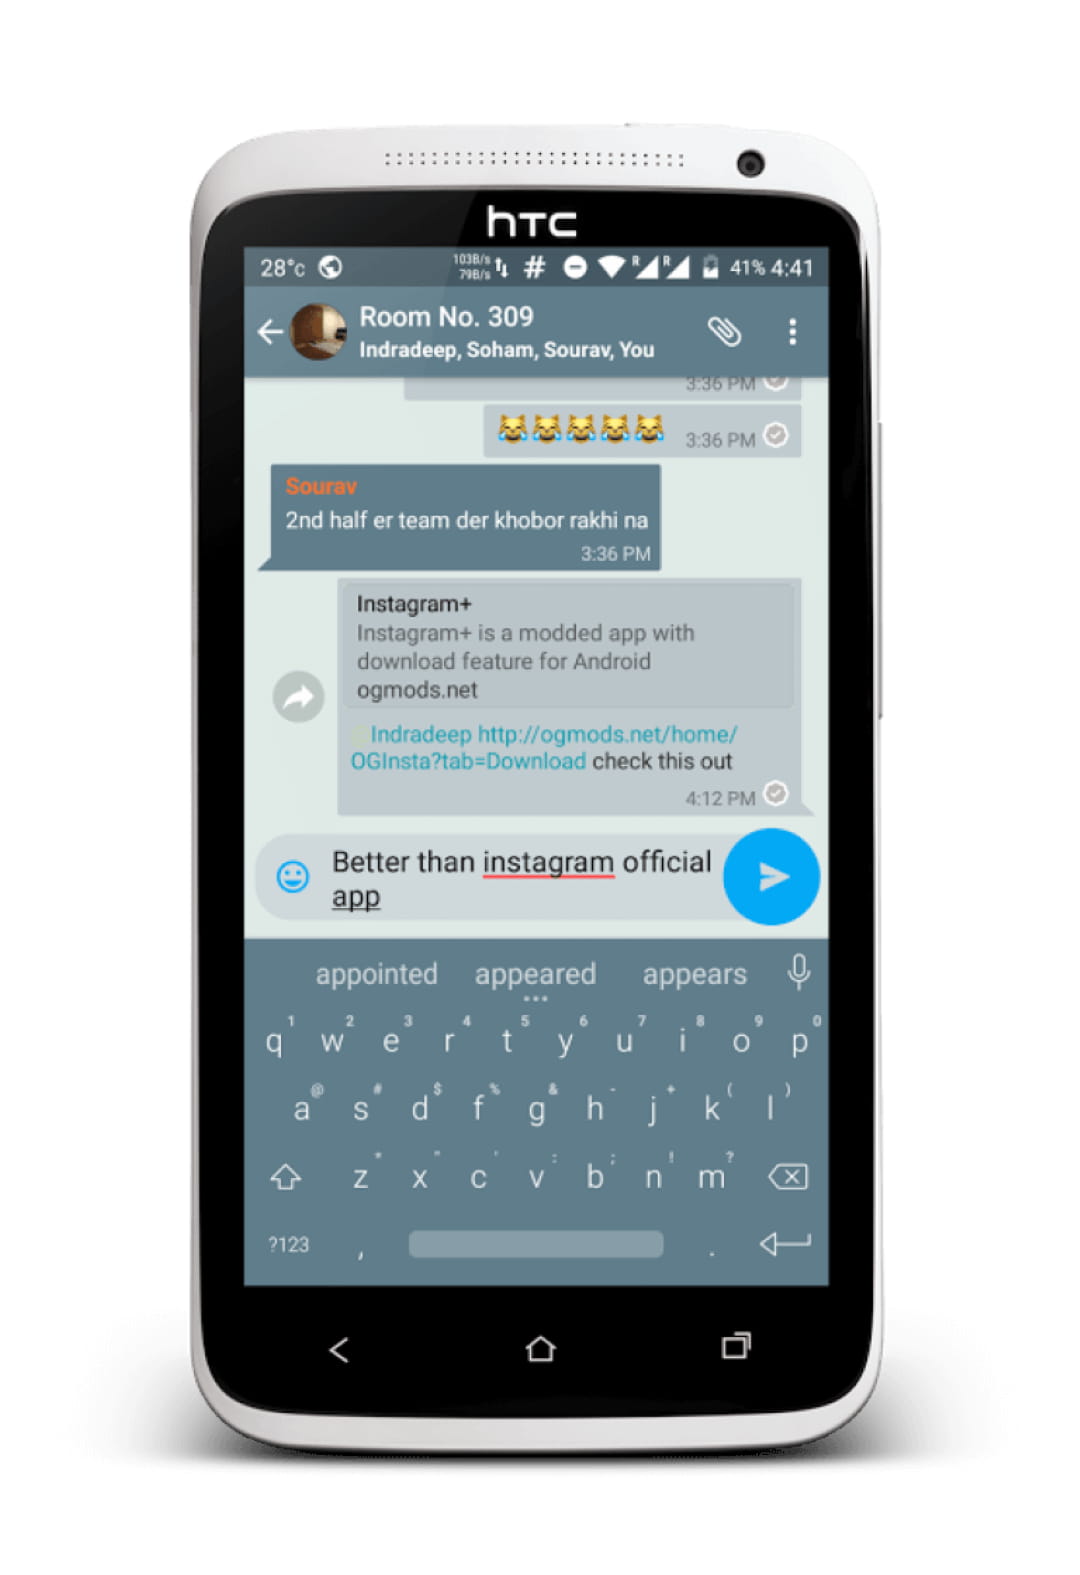 hTC
28°c 103B/s 79B/s # R R 41% 4:41
Room No. 309
Indradeep, Soham, Sourav, You
3:36 PM
😹😹😹😹😹 3:36 PM
Sourav
2nd half er team der khobor rakhi na
3:36 PM
Instagram+
Instagram+ is a modded app with
download feature for Android
ogmods.net
Indradeep http://ogmods.net/home/
OGInsta?tab=Download check this out
4:12 PM
Better than instagram official
app
appointed appeared appears
1 2 3 4 5 6 7 8 9 0
q w e r t y u i o p
@ # $ % & - + ( )
a s d f g h j k l
* " ' : ; ! ?
z x c v b n m
?123 , .